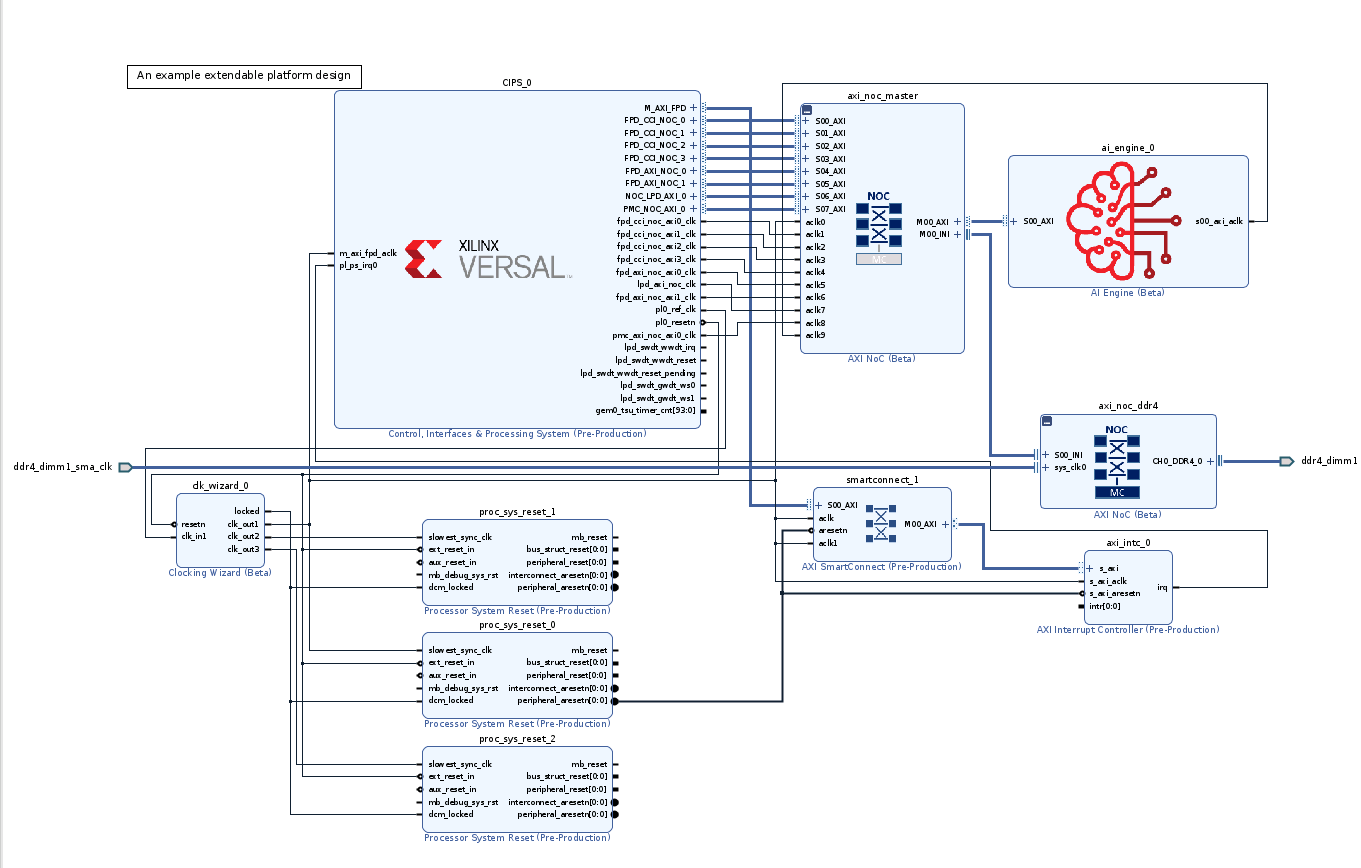 An example extendable platform design
CIPS_0
M_AXI_FPD
FPD_CCI_NOC_0
FPD_CCI_NOC_1
FPD_CCI_NOC_2
FPD_CCI_NOC_3
FPD_AXI_NOC_0
FPD_AXI_NOC_1
NOC_LPD_AXI_0
PMC_NOC_AXI_0
fpd_cci_noc_axi0_clk
fpd_cci_noc_axi1_clk
fpd_cci_noc_axi2_clk
fpd_cci_noc_axi3_clk
fpd_axi_noc_axi0_clk
lpd_axi_noc_clk
fpd_axi_noc_axi1_clk
pl0_ref_clk
pl0_resetn
pmc_axi_noc_axi0_clk
lpd_swdt_wwdt_irq
lpd_swdt_wwdt_reset
lpd_swdt_wwdt_reset_pending
lpd_swdt_gwdt_ws0
lpd_swdt_gwdt_ws1
gem0_tsu_timer_cnt[93:0]
m_axi_fpd_aclk
pl_ps_irq0
XILINX
VERSAL
Control, Interfaces & Processing System (Pre-Production)
axi_noc_master
S00_AXI
S01_AXI
S02_AXI
S03_AXI
S04_AXI
S05_AXI
S06_AXI
S07_AXI
aclk0
aclk1
aclk2
aclk3
aclk4
aclk5
aclk6
aclk7
aclk8
aclk9
NOC
MC
M00_AXI
M00_INI
AXI NoC (Beta)
ai_engine_0
S00_AXI
s00_axi_aclk
AI Engine (Beta)
axi_noc_ddr4
S00_INI
sys_clk0
NOC
MC
CH0_DDR4_0
AXI NoC (Beta)
ddr4_dimm1
ddr4_dimm1_sma_clk
clk_wizard_0
resetn
clk_in1
locked
clk_out1
clk_out2
clk_out3
Clocking Wizard (Beta)
smartconnect_1
S00_AXI
aclk
aresetn
aclk1
M00_AXI
AXI SmartConnect (Pre-Production)
axi_intc_0
s_axi
s_axi_aclk
s_axi_aresetn
intr[0:0]
irq
AXI Interrupt Controller (Pre-Production)
proc_sys_reset_1
slowest_sync_clk
ext_reset_in
aux_reset_in
mb_debug_sys_rst
dcm_locked
mb_reset
bus_struct_reset[0:0]
peripheral_reset[0:0]
interconnect_aresetn[0:0]
peripheral_aresetn[0:0]
Processor System Reset (Pre-Production)
proc_sys_reset_0
slowest_sync_clk
ext_reset_in
aux_reset_in
mb_debug_sys_rst
dcm_locked
mb_reset
bus_struct_reset[0:0]
peripheral_reset[0:0]
interconnect_aresetn[0:0]
peripheral_aresetn[0:0]
Processor System Reset (Pre-Production)
proc_sys_reset_2
slowest_sync_clk
ext_reset_in
aux_reset_in
mb_debug_sys_rst
dcm_locked
mb_reset
bus_struct_reset[0:0]
peripheral_reset[0:0]
interconnect_aresetn[0:0]
peripheral_aresetn[0:0]
Processor System Reset (Pre-Production)